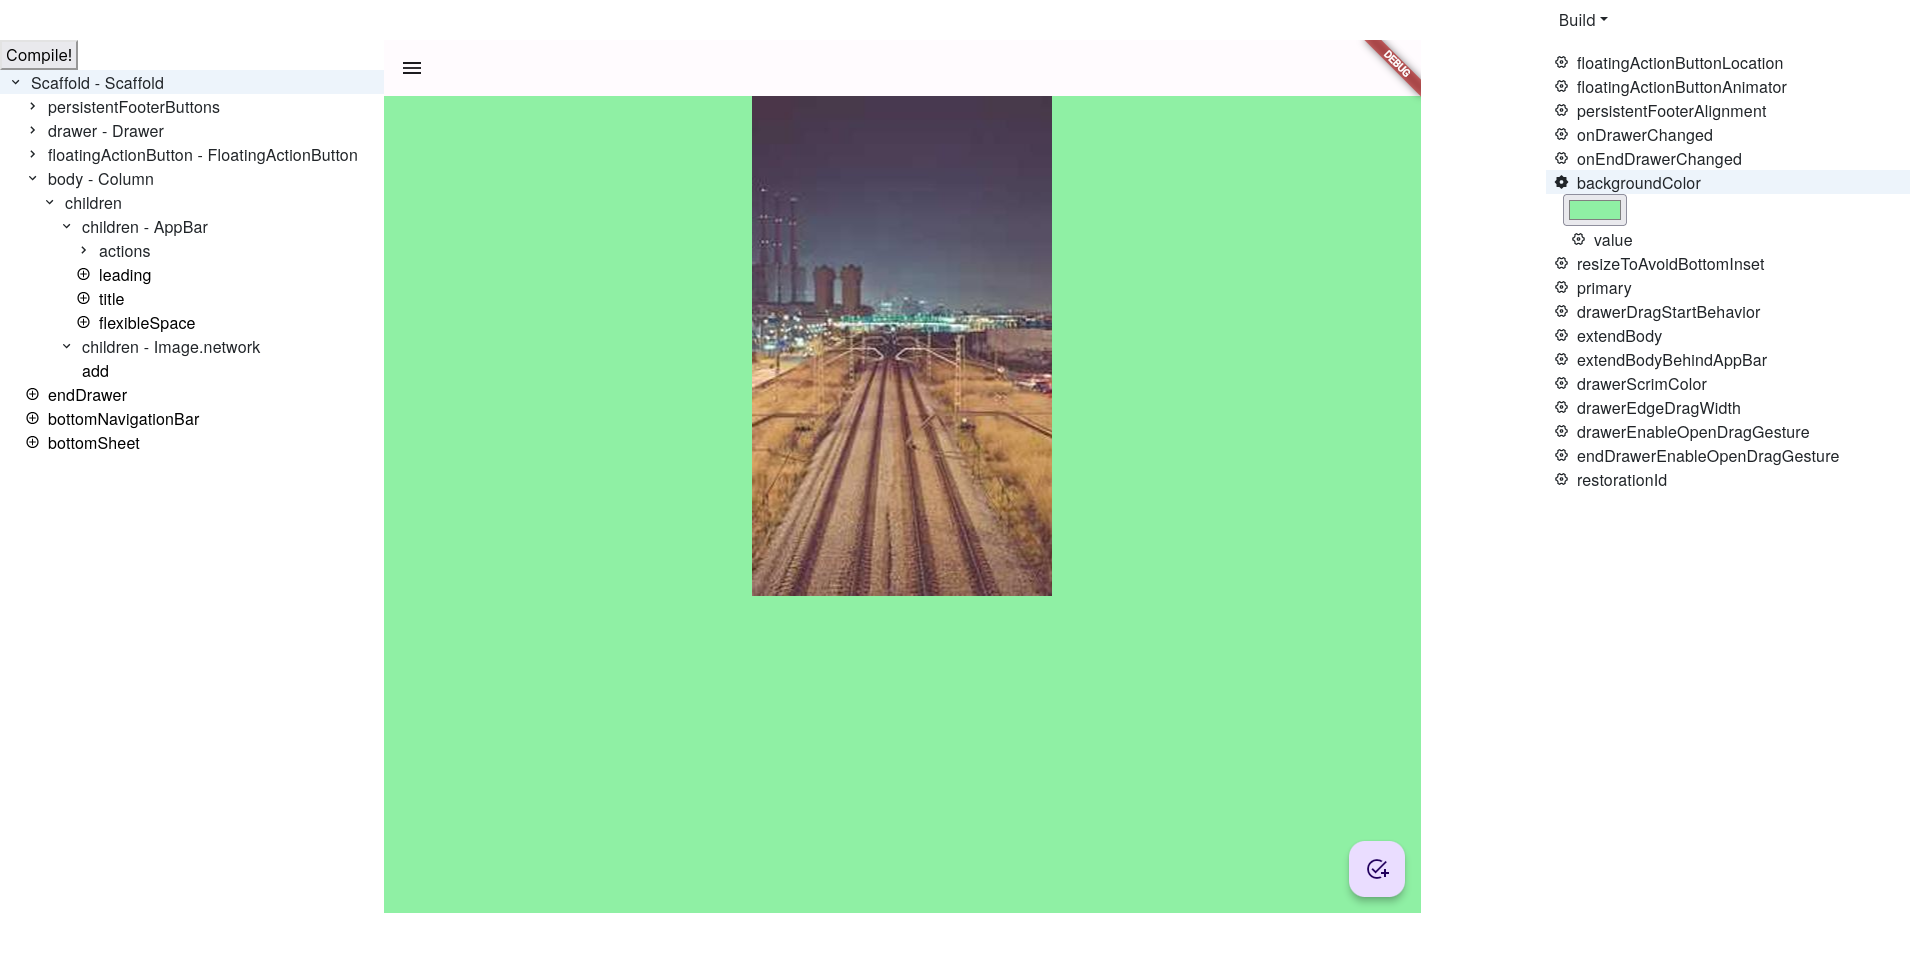 Build
Compile!
Scaffold - Scaffold
persistentFooterButtons
drawer - Drawer
floatingActionButton - FloatingActionButton
body - Column
children
children - AppBar
actions
leading
title
flexibleSpace
children - Image.network
add
endDrawer
bottomNavigationBar
bottomSheet
DEBUG
floatingActionButtonLocation
floatingActionButtonAnimator
persistentFooterAlignment
onDrawerChanged
onEndDrawerChanged
backgroundColor
value
resizeToAvoidBottomInset
primary
drawerDragStartBehavior
extendBody
extendBodyBehindAppBar
drawerScrimColor
drawerEdgeDragWidth
drawerEnableOpenDragGesture
endDrawerEnableOpenDragGesture
restorationId